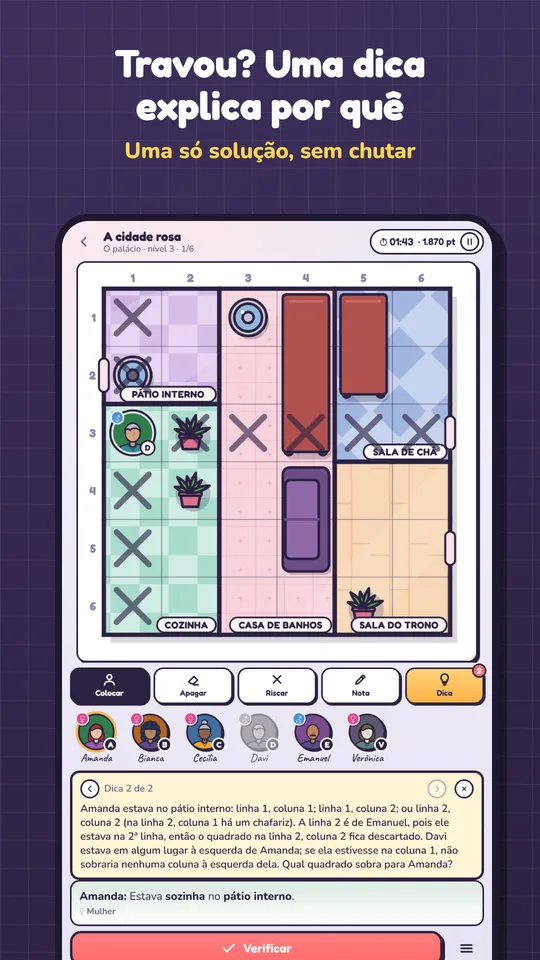 Travou? Uma dica
explica por quê
Uma só solução, sem chutar
A cidade rosa
O palácio · nível 3 · 1/6
01:43 · 1.870 pt
1 2 3 4 5 6
1
2
PÁTIO INTERNO
3
D
SALA DE CHÁ
4
5
6
COZINHA
CASA DE BANHOS
SALA DO TRONO
Colocar
Apagar
Riscar
Nota
Dica
2
A
B
C
D
E
V
Amanda
Bianca
Cecília
Davi
Emanuel
Verônica
Dica 2 de 2
Amanda estava no pátio interno: linha 1, coluna 1; linha 1, coluna 2; ou linha 2,
coluna 2 (na linha 2, coluna 1 há um chafariz). A linha 2 é de Emanuel, pois ele
estava na 2ª linha, então o quadrado na linha 2, coluna 2 fica descartado. Davi
estava em algum lugar à esquerda de Amanda; se ela estivesse na coluna 1, não
sobraria nenhuma coluna à esquerda dela. Qual quadrado sobra para Amanda?
Amanda: Estava sozinha no pátio interno.
♀ Mulher
Verificar